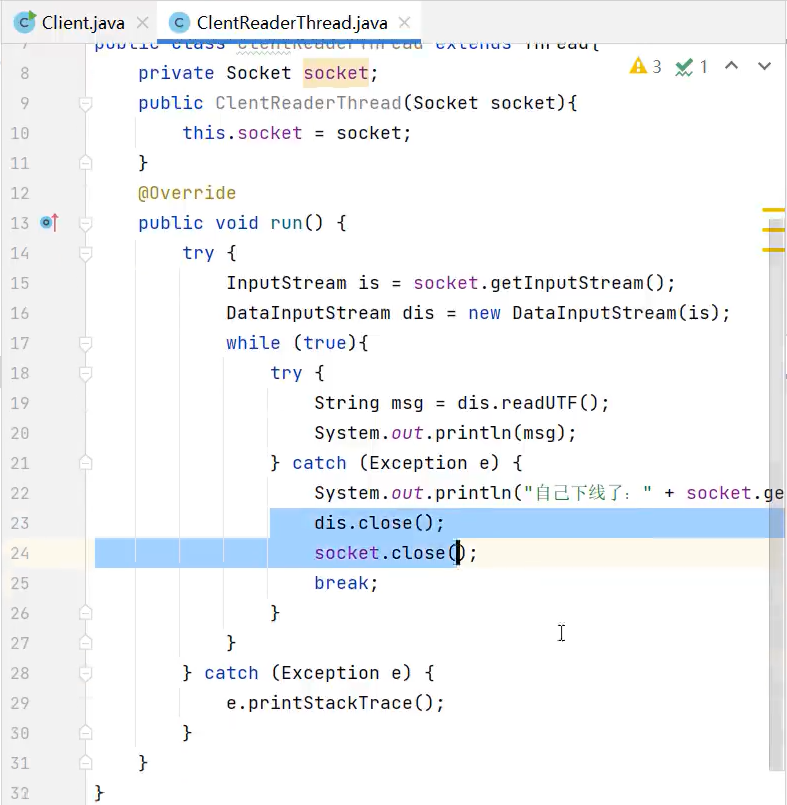 Client.java ClentReaderThread.java
7 public class ClentReaderThread extends Thread{
3 1
8 private Socket socket;
9 public ClentReaderThread(Socket socket){
10 this.socket = socket;
11 }
12 @Override
13 public void run() {
14 try {
15 InputStream is = socket.getInputStream();
16 DataInputStream dis = new DataInputStream(is);
17 while (true){
18 try {
19 String msg = dis.readUTF();
20 System.out.println(msg);
21 } catch (Exception e) {
22 System.out.println("自己下线了：" + socket.ge
23 dis.close();
24 socket.close();
25 break;
26 }
27 }
28 } catch (Exception e) {
29 e.printStackTrace();
30 }
31 }
32 }